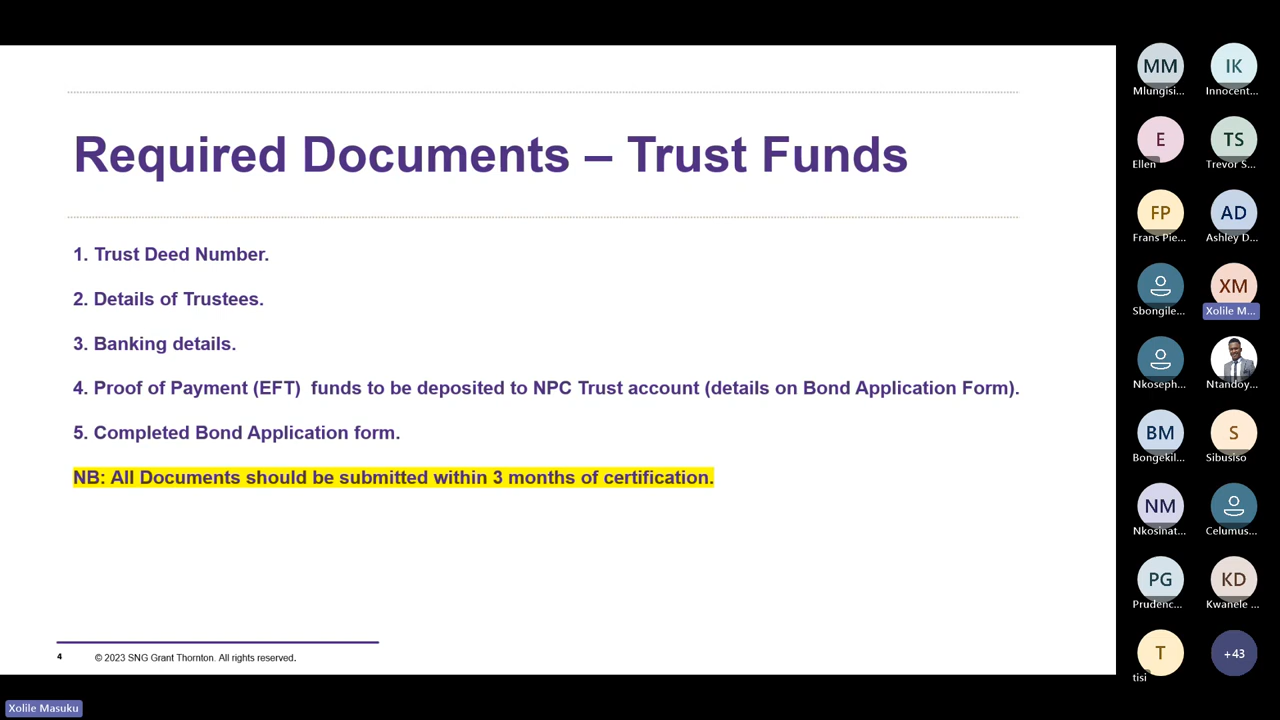 Required Documents – Trust Funds
1. Trust Deed Number.
2. Details of Trustees.
3. Banking details.
4. Proof of Payment (EFT)  funds to be deposited to NPC Trust account (details on Bond Application Form).
5. Completed Bond Application form.
NB: All Documents should be submitted within 3 months of certification.
4
© 2023 SNG Grant Thornton. All rights reserved.
MM
IK
Mlungisi...
Innocent...
E
TS
Ellen
Trevor S...
FP
AD
Frans Pie...
Ashley D...
XM
Sbongile...
Xolile M...
Nkoseph...
Ntandoy...
BM
S
Bongekil...
Sibusiso
NM
Nkosinat...
Celumus...
PG
KD
Prudenc...
Kwanele ...
T
+43
tisi
Xolile Masuku